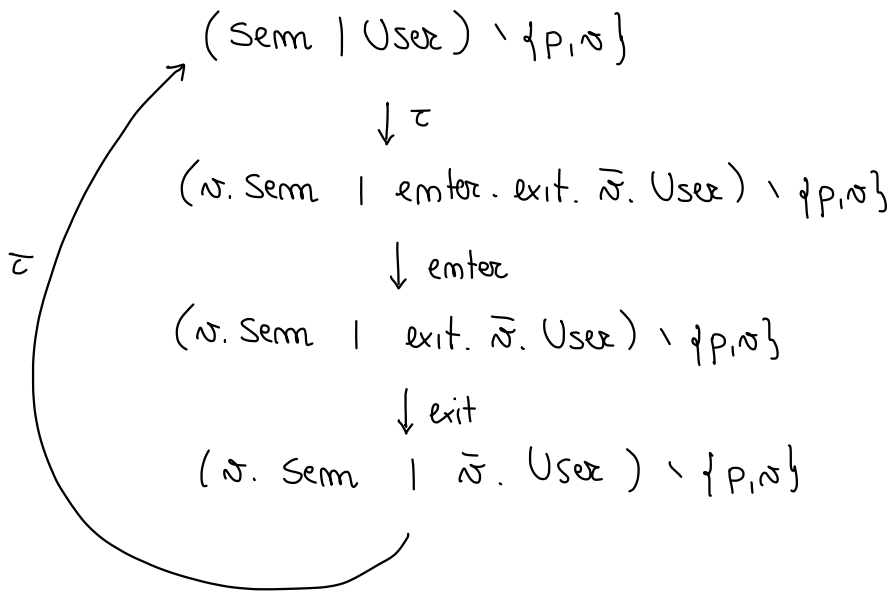 (Sem | User) \ {p,v}
↓ τ
(v. Sem | enter. exit. v̄. User) \ {p,v}
τ
↓ enter
(v. Sem | exit. v̄. User) \ {p,v}
↓ exit
(v. Sem | v̄. User) \ {p,v}